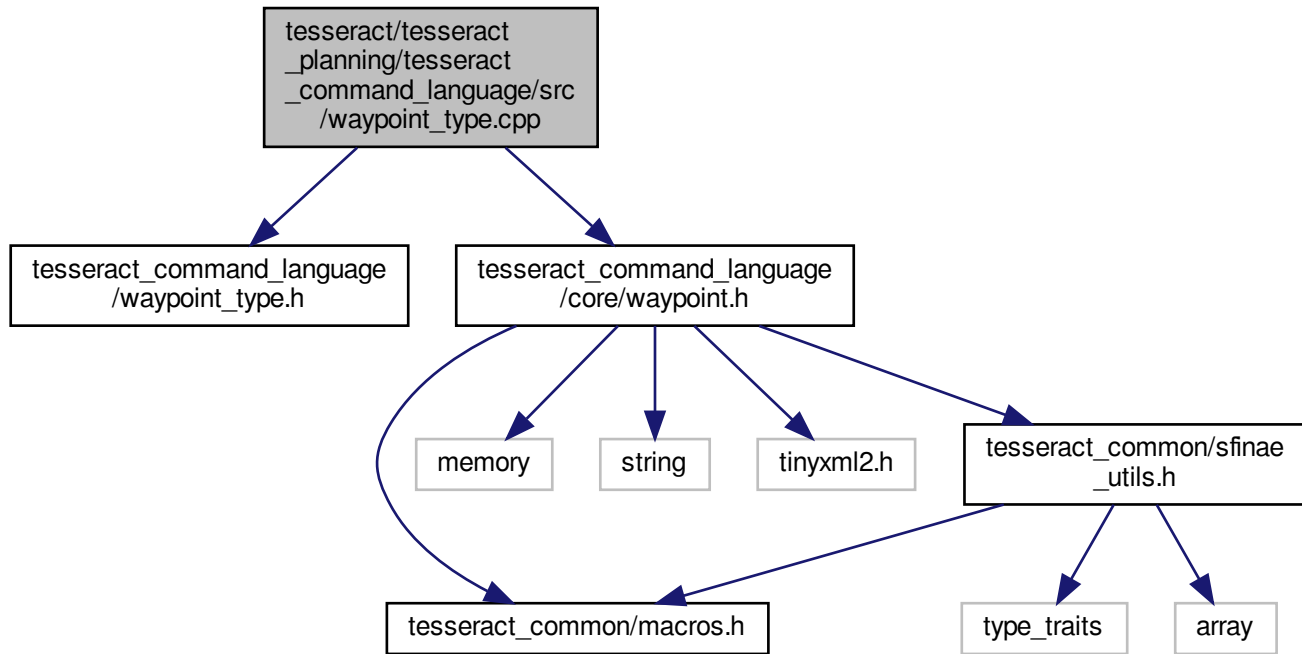 tesseract/tesseract
_planning/tesseract
_command_language/src
/waypoint_type.cpp
tesseract_command_language
/waypoint_type.h
tesseract_command_language
/core/waypoint.h
memory
string
tinyxml2.h
tesseract_common/sfinae
_utils.h
tesseract_common/macros.h
type_traits
array